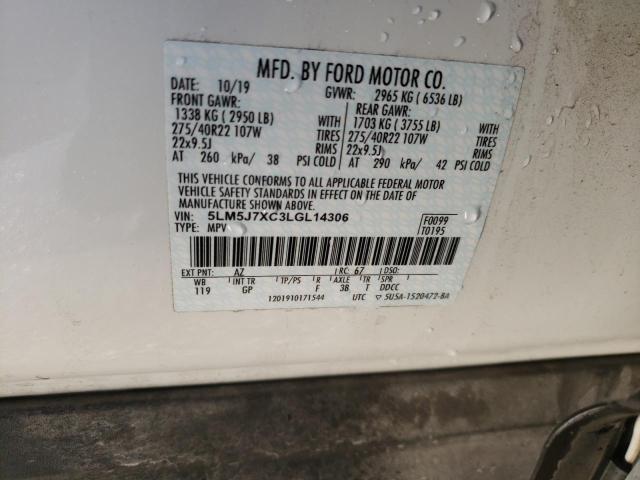 MFD. BY FORD MOTOR CO.
DATE: 10/19 GVWR: 2965 KG ( 6536 LB)
FRONT GAWR: REAR GAWR:
1338 KG ( 2950 LB) WITH 1703 KG ( 3755 LB) WITH
275/40R22 107W TIRES 275/40R22 107W TIRES
22x9.5J RIMS 22x9.5J RIMS
AT 260 kPa/ 38 PSI COLD AT 290 kPa/ 42 PSI COLD
THIS VEHICLE CONFORMS TO ALL APPLICABLE FEDERAL MOTOR
VEHICLE SAFETY STANDARDS IN EFFECT ON THE DATE OF
MANUFACTURE SHOWN ABOVE.
VIN: 5LM5J7XC3LGL14306 F0099
TYPE: MPV T0195
EXT PNT: AZ RC: 67 DSO:
WB INT TR TP/PS R AXLE TR SPR
119 GP F 3B T DDCC
1201910171544 UTC ▽ 5U5A-1520472-BA